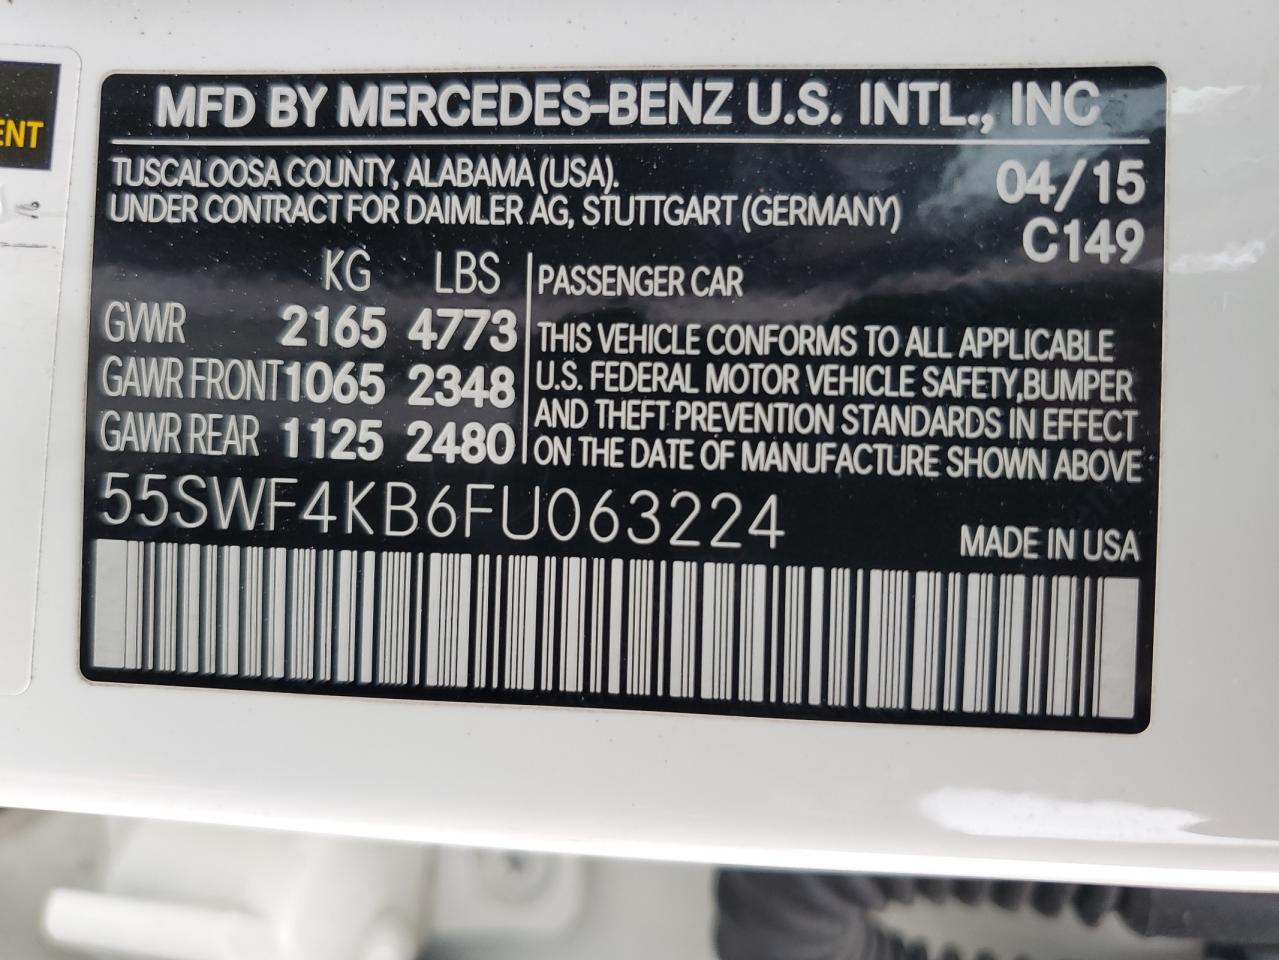 ENT
MFD BY MERCEDES-BENZ U.S. INTL., INC
TUSCALOOSA COUNTY, ALABAMA (USA).
UNDER CONTRACT FOR DAIMLER AG, STUTTGART (GERMANY)
04/15
C149
KG LBS
GVWR 2165 4773
GAWR FRONT 1065 2348
GAWR REAR 1125 2480
PASSENGER CAR
THIS VEHICLE CONFORMS TO ALL APPLICABLE
U.S. FEDERAL MOTOR VEHICLE SAFETY,BUMPER
AND THEFT PREVENTION STANDARDS IN EFFECT
ON THE DATE OF MANUFACTURE SHOWN ABOVE
55SWF4KB6FU063224
MADE IN USA